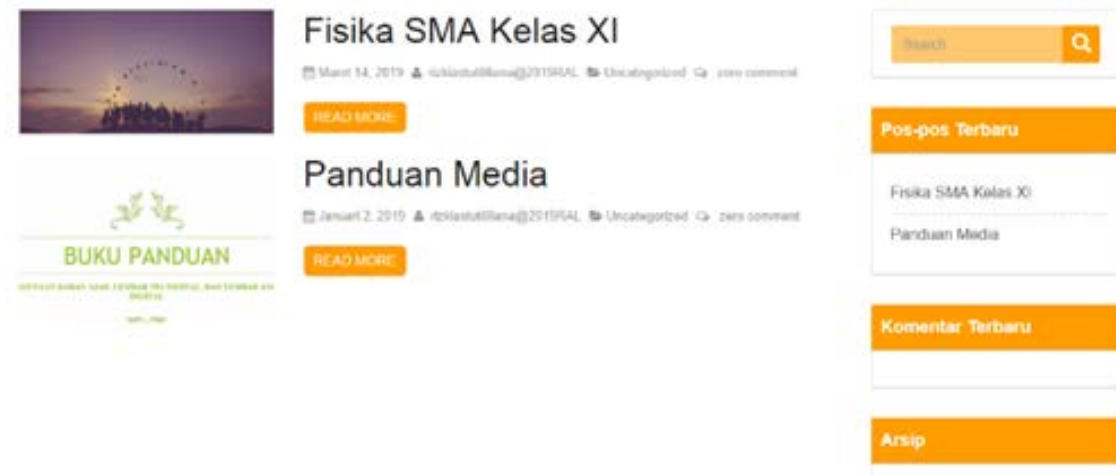 Fisika SMA Kelas XI
Maret 14, 2019 Uncategorized zero comment
READ MORE
BUKU PANDUAN
Panduan Media
Januari 2, 2019 Uncategorized zero comment
READ MORE
Search
Pos-pos Terbaru
Fisika SMA Kelas XI
Panduan Media
Komentar Terbaru
Arsip